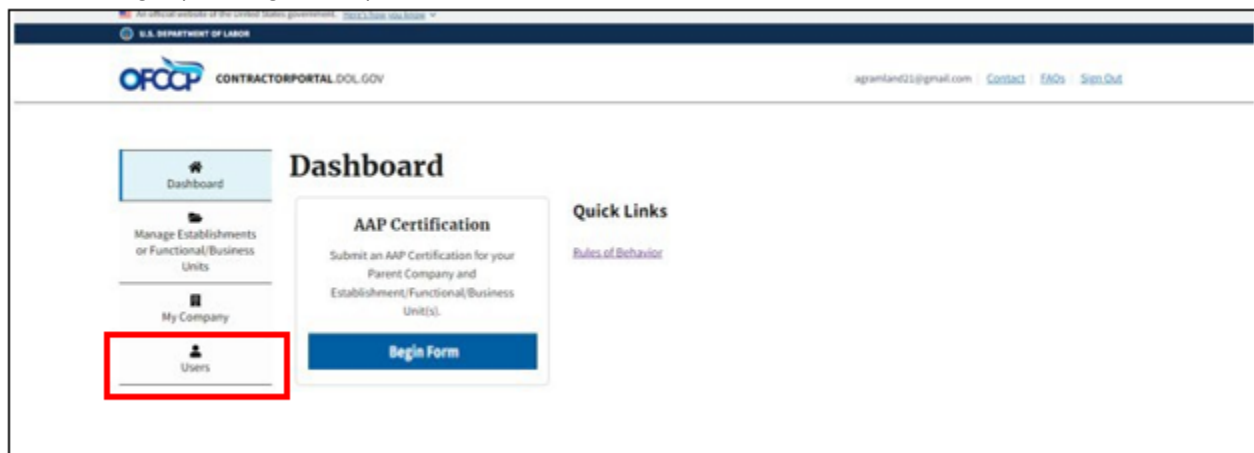 An official website of the United States government. Here's how you know
U.S. DEPARTMENT OF LABOR
OFCCP CONTRACTORPORTAL.DOL.GOV
agramland21@gmail.com Contact FAQs Sign Out
Dashboard
Manage Establishments
or Functional/Business
Units
My Company
Users
Dashboard
AAP Certification
Submit an AAP Certification for your
Parent Company and
Establishment/Functional/Business
Unit(s).
Begin Form
Quick Links
Rules of Behavior